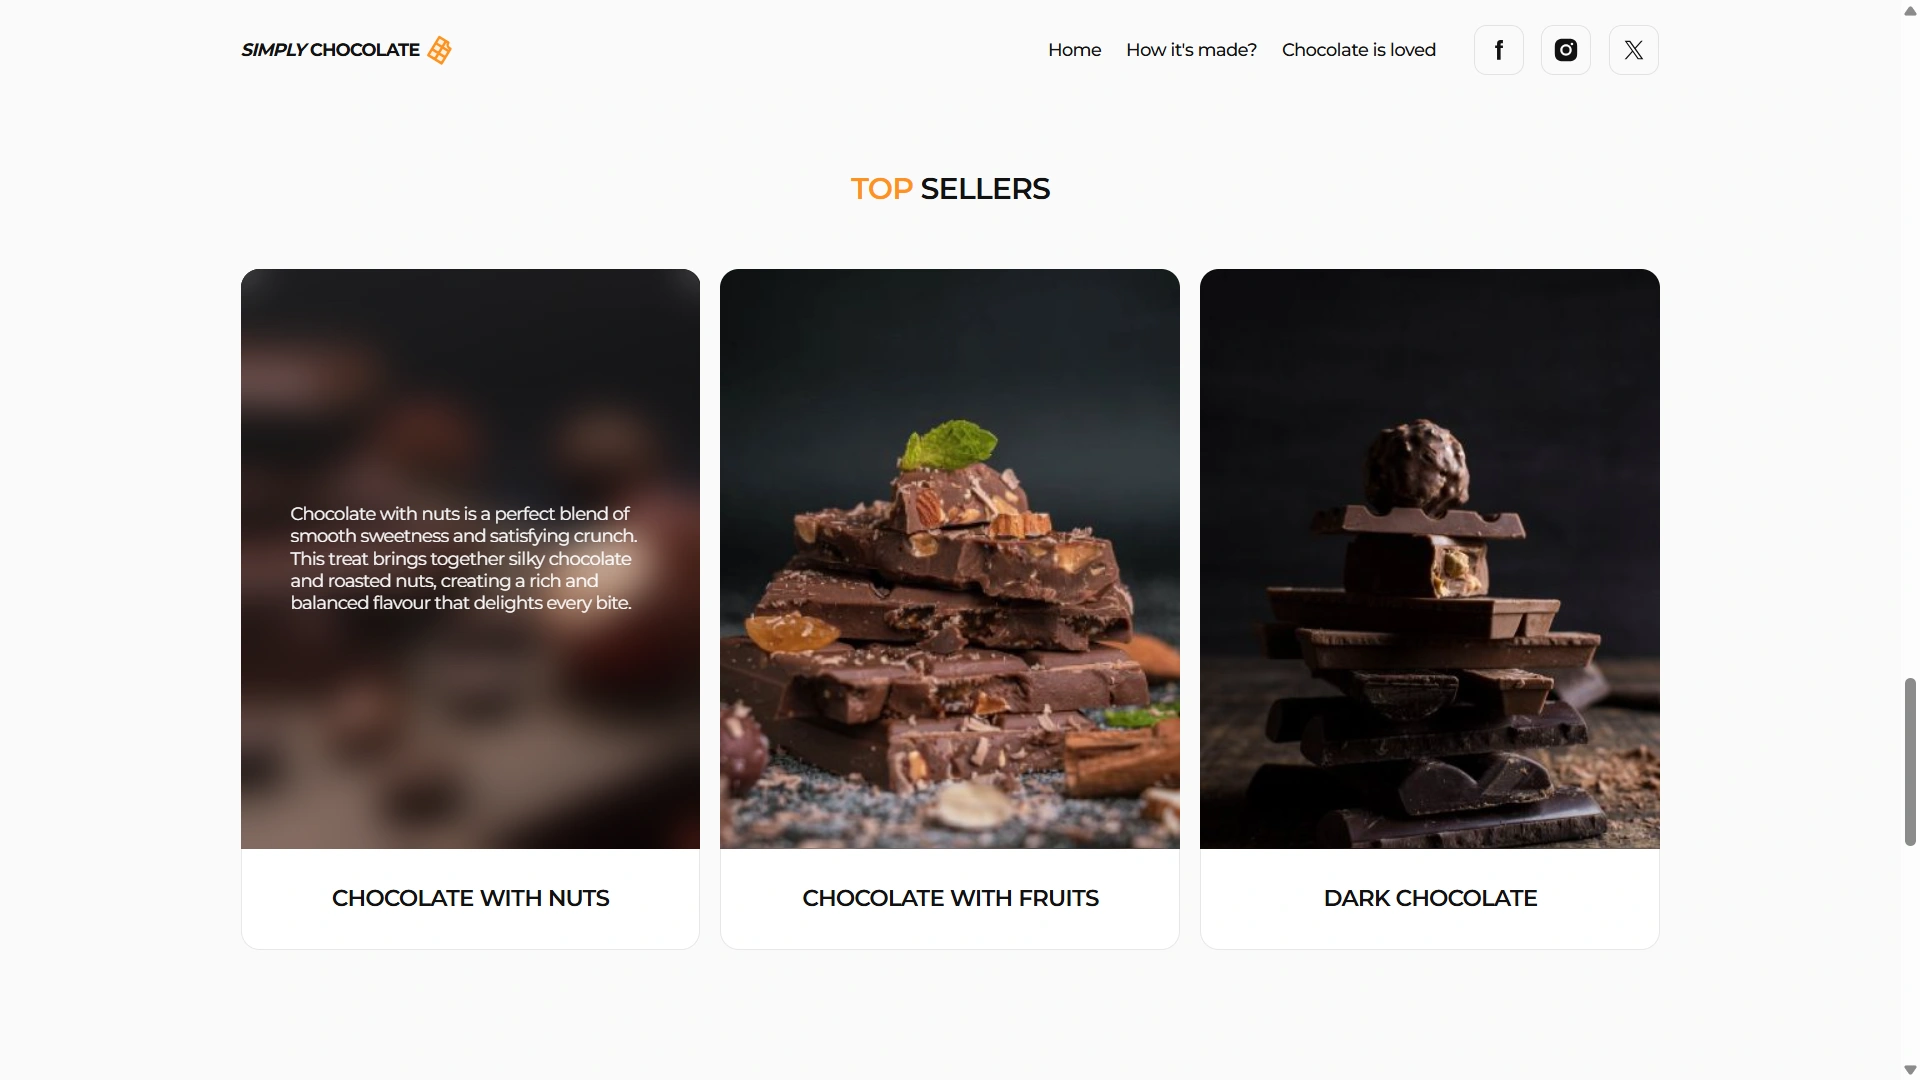 SIMPLY CHOCOLATE
Home How it's made? Chocolate is loved
TOP SELLERS
Chocolate with nuts is a perfect blend of
smooth sweetness and satisfying crunch.
This treat brings together silky chocolate
and roasted nuts, creating a rich and
balanced flavour that delights every bite.
CHOCOLATE WITH NUTS
CHOCOLATE WITH FRUITS
DARK CHOCOLATE